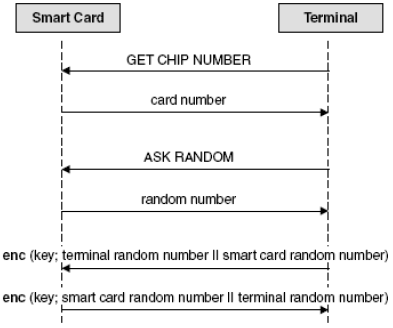 Smart Card Terminal
GET CHIP NUMBER
card number
ASK RANDOM
random number
enc (key; terminal random number II smart card random number)
enc (key; smart card random number II terminal random number)